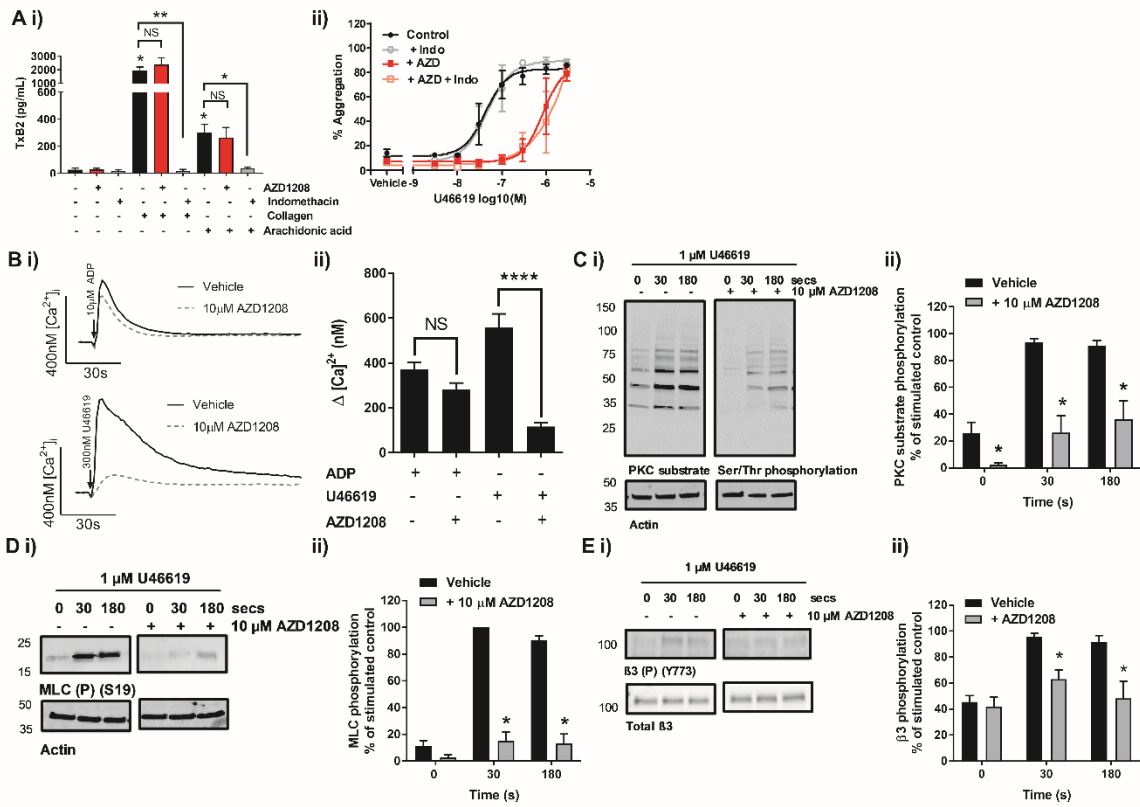 A i)
TxB2 (pg/mL)
3000
2000
1000
600
400
200
0
**
NS
*
*
NS
*
- + - - + - - + - AZD1208
- - + - - + - - + Indomethacin
- - - + + + - - - Collagen
- - - - - - + + + Arachidonic acid
ii)
% Aggregation
120
100
80
60
40
20
0
Control
+ Indo
+ AZD
+ AZD + Indo
Vehicle -9 -8 -7 -6 -5
U46619 log10(M)
B i)
400nM [Ca2+]i
10μM ADP
Vehicle
10μM AZD1208
30s
400nM [Ca2+]i
300nM U46619
Vehicle
10μM AZD1208
30s
ii)
Δ [Ca]2+ (nM)
800
600
400
200
0
NS
****
ADP + + - -
U46619 - - + +
AZD1208 - + - +
C i)
1 μM U46619
0 30 180 0 30 180 secs
- - - + + + 10 μM AZD1208
150
100
75
50
37
25
PKC substrate Ser/Thr phosphorylation
50
35
Actin
ii)
PKC substrate phosphorylation
% of stimulated control
120
100
80
60
40
20
0
Vehicle
+ 10 μM AZD1208
*
*
*
0 30 180
Time (s)
D i)
1 μM U46619
0 30 180 0 30 180 secs
- - - + + + 10 μM AZD1208
25
15
MLC (P) (S19)
50
35
Actin
ii)
MLC phosphorylation
% of stimulated control
120
100
80
60
40
20
0
Vehicle
+ 10 μM AZD1208
*
*
0 30 180
Time (s)
E i)
1 μM U46619
0 30 180 0 30 180 secs
- - - + + + 10 μM AZD1208
100
ß3 (P) (Y773)
100
Total ß3
ii)
β3 phosphorylation
% of stimulated control
120
100
80
60
40
20
0
Vehicle
+ AZD1208
*
*
0 30 180
Time (s)